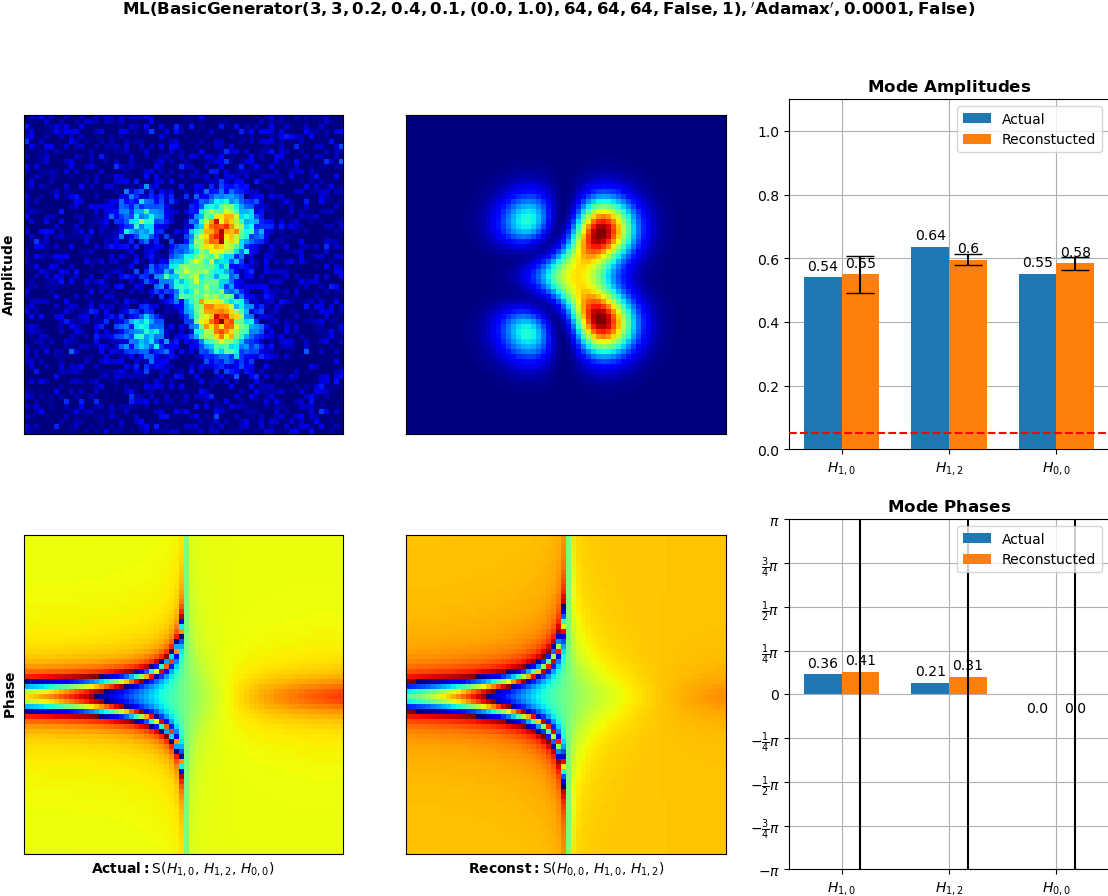 ML(BasicGenerator(3, 3, 0.2, 0.4, 0.1, (0.0, 1.0), 64, 64, 64, False, 1), ′Adamax′, 0.0001, False)
Amplitude
Mode Amplitudes
Actual
Reconstucted
1.0
0.8
0.6
0.4
0.2
0.0
0.54 0.55
0.64 0.6
0.55 0.58
H1,0 H1,2 H0,0
Phase
Actual: S(H1,0, H1,2, H0,0)
Reconst: S(H0,0, H1,0, H1,2)
Mode Phases
Actual
Reconstucted
π
3/4π
1/2π
1/4π
0
−1/4π
−1/2π
−3/4π
−π
0.36 0.41
0.21 0.31
0.0 0.0
H1,0 H1,2 H0,0